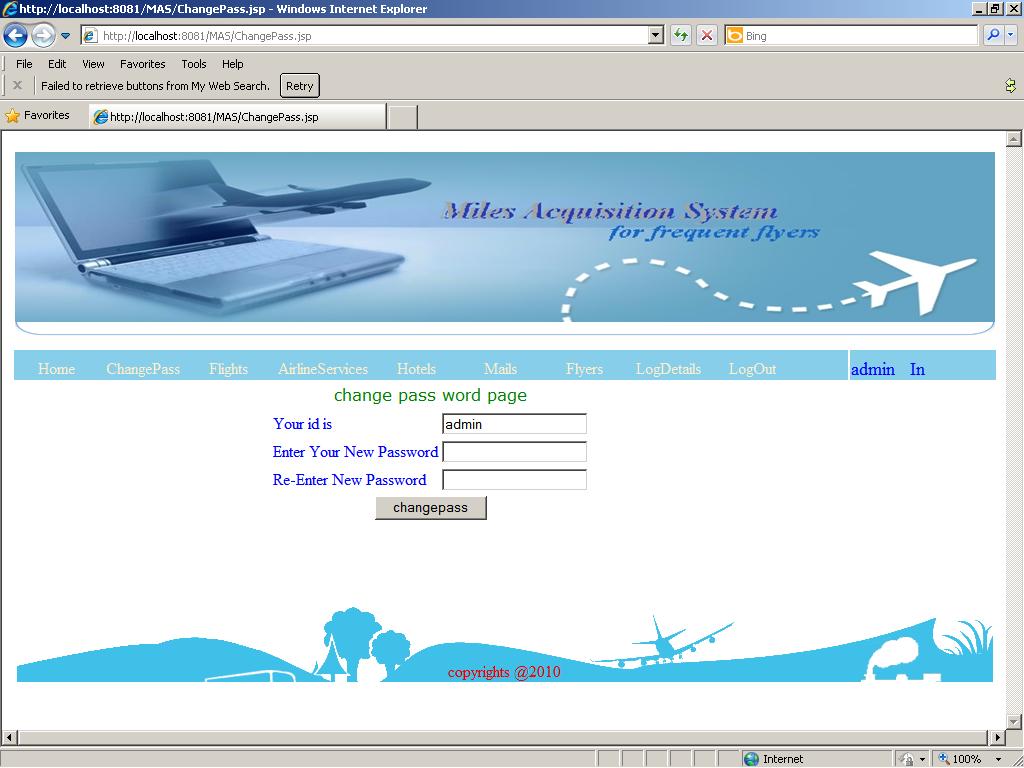 http://localhost:8081/MAS/ChangePass.jsp - Windows Internet Explorer
http://localhost:8081/MAS/ChangePass.jsp
Bing
File Edit View Favorites Tools Help
Failed to retrieve buttons from My Web Search. Retry
Favorites http://localhost:8081/MAS/ChangePass.jsp
Miles Acquisition System
for frequent flyers
Home ChangePass Flights AirlineServices Hotels Mails Flyers LogDetails LogOut admin In
change pass word page
Your id is admin
Enter Your New Password
Re-Enter New Password
changepass
copyrights @2010
Internet 100%